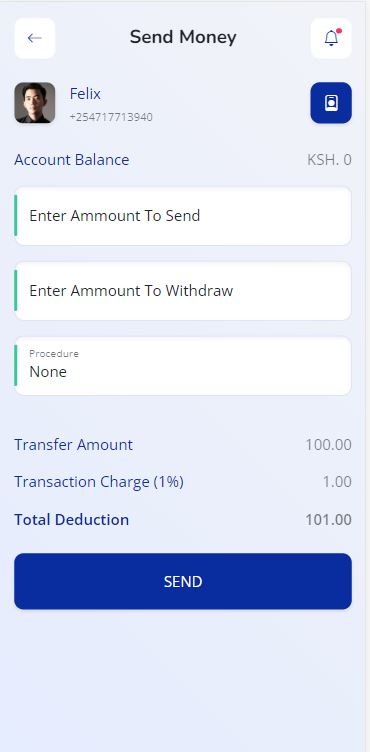 Send Money
Felix
+254717713940
Account Balance KSH. 0
Enter Ammount To Send
Enter Ammount To Withdraw
Procedure
None
Transfer Amount 100.00
Transaction Charge (1%) 1.00
Total Deduction 101.00
SEND